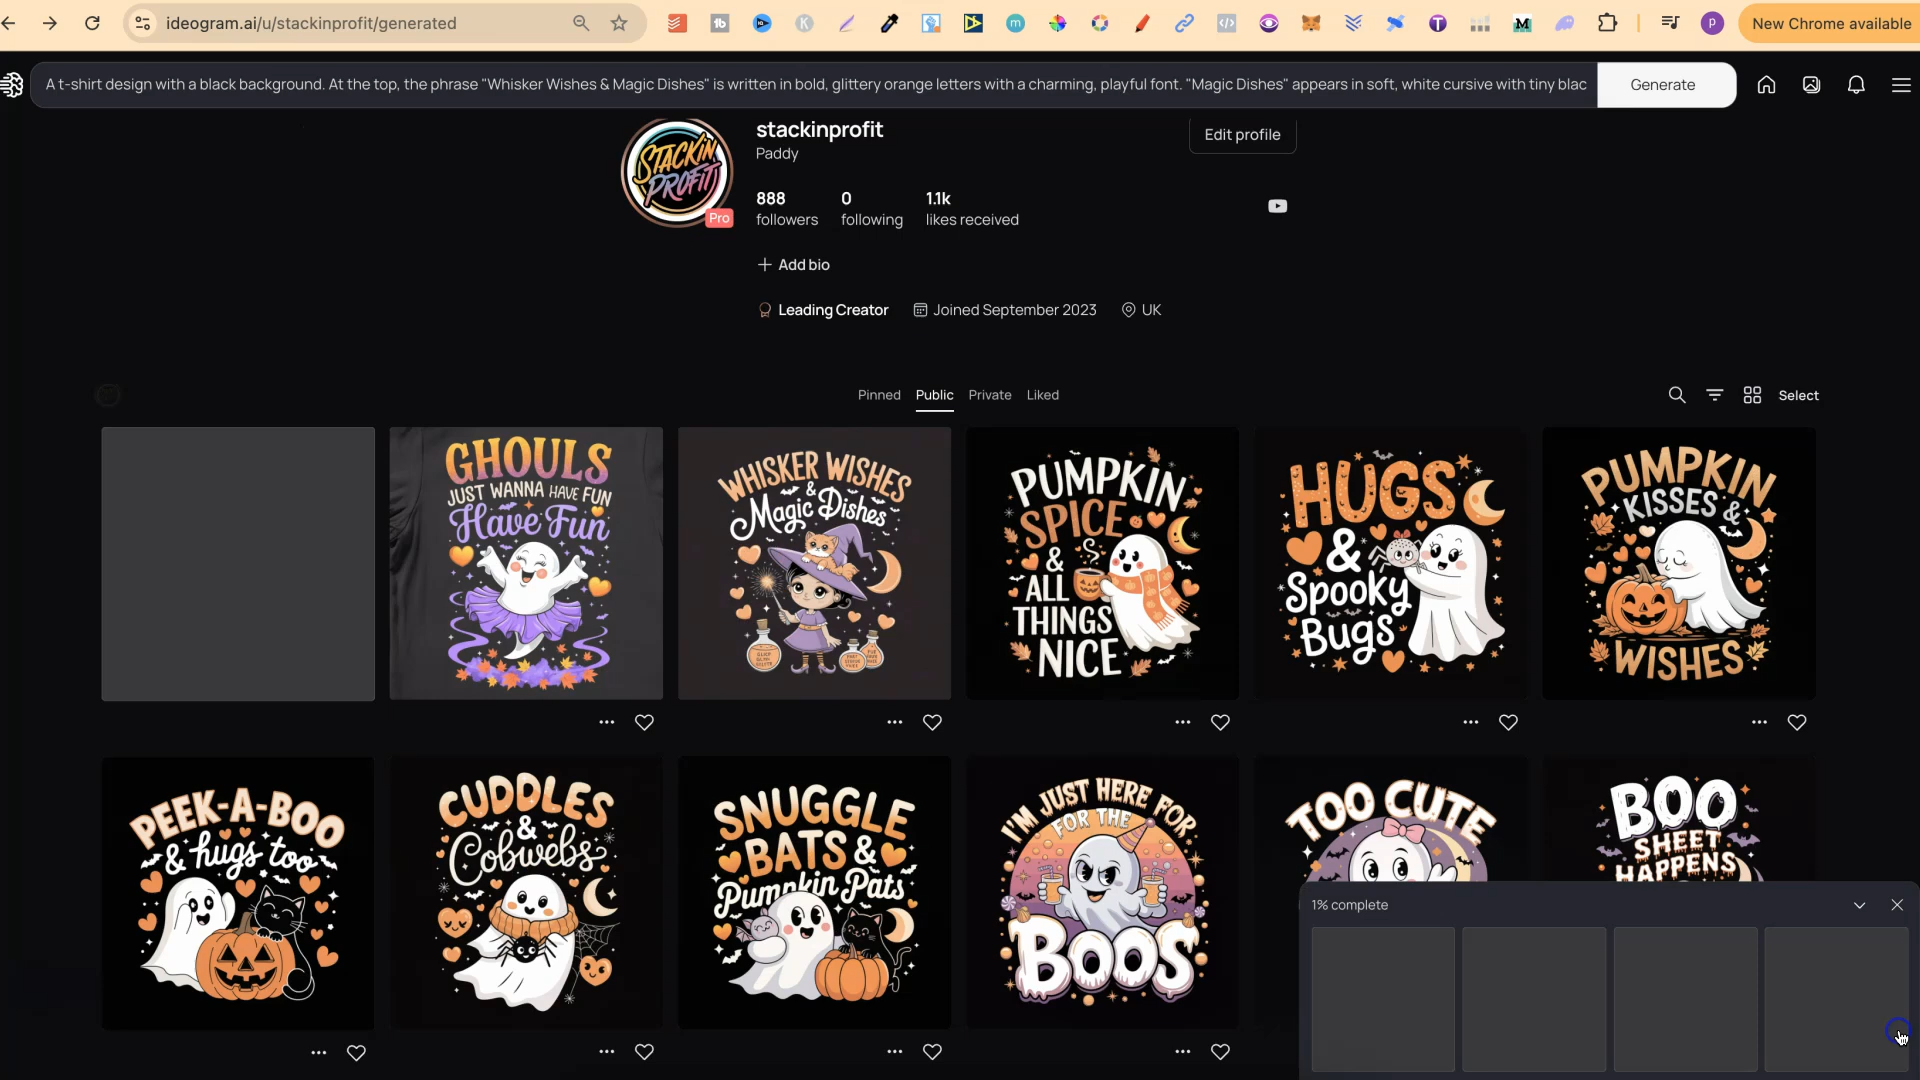 ideogram.ai/u/stackinprofit/generated
New Chrome available
A t-shirt design with a black background. At the top, the phrase "Whisker Wishes & Magic Dishes" is written in bold, glittery orange letters with a charming, playful font. "Magic Dishes" appears in soft, white cursive with tiny blac
Generate
STACKIN
PROFIT
Pro
stackinprofit
Paddy
Edit profile
888
0
1.1k
followers
following
likes received
Add bio
Leading Creator
Joined September 2023
UK
Pinned
Public
Private
Liked
Select
GHOULS
JUST WANNA HAVE FUN
Have Fun
WHISKER WISHES
&
Magic Dishes
PUMPKIN
SPICE
&
ALL
THINGS
NICE
HUGS
&
Spooky
Bugs
PUMPKIN
KISSES &
WISHES
PEEK-A-BOO
& hugs too
CUDDLES
&
Cobwebs
SNUGGLE
BATS &
Pumpkin Pats
I'M JUST HERE FOR
FOR THE
BOOS
TOO CUTE
BOO
SHEET
HAPPENS
1% complete